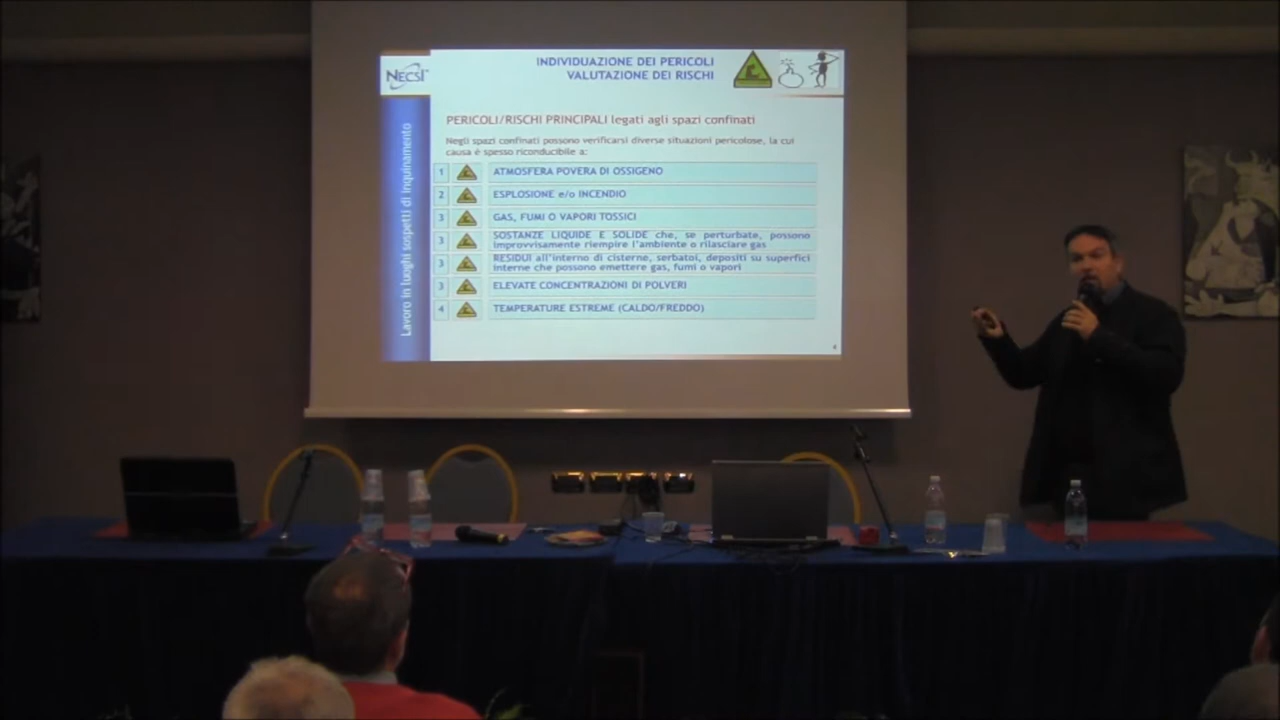 INDIVIDUAZIONE DEI PERICOLI
VALUTAZIONE DEI RISCHI
NECSI
Lavoro in luoghi sospetti di inquinamento
PERICOLI/RISCHI PRINCIPALI legati agli spazi confinati
Negli spazi confinati possono verificarsi diverse situazioni pericolose, la cui
causa è spesso riconducibile a:
1 ATMOSFERA POVERA DI OSSIGENO
2 ESPLOSIONE e/o INCENDIO
3 GAS, FUMI O VAPORI TOSSICI
3 SOSTANZE LIQUIDE E SOLIDE che, se perturbate, possono
improvvisamente riempire l'ambiente o rilasciare gas
3 RESIDUI all'interno di cisterne, serbatoi, depositi su superfici
interne che possono emettere gas, fumi o vapori
3 ELEVATE CONCENTRAZIONI DI POLVERI
4 TEMPERATURE ESTREME (CALDO/FREDDO)